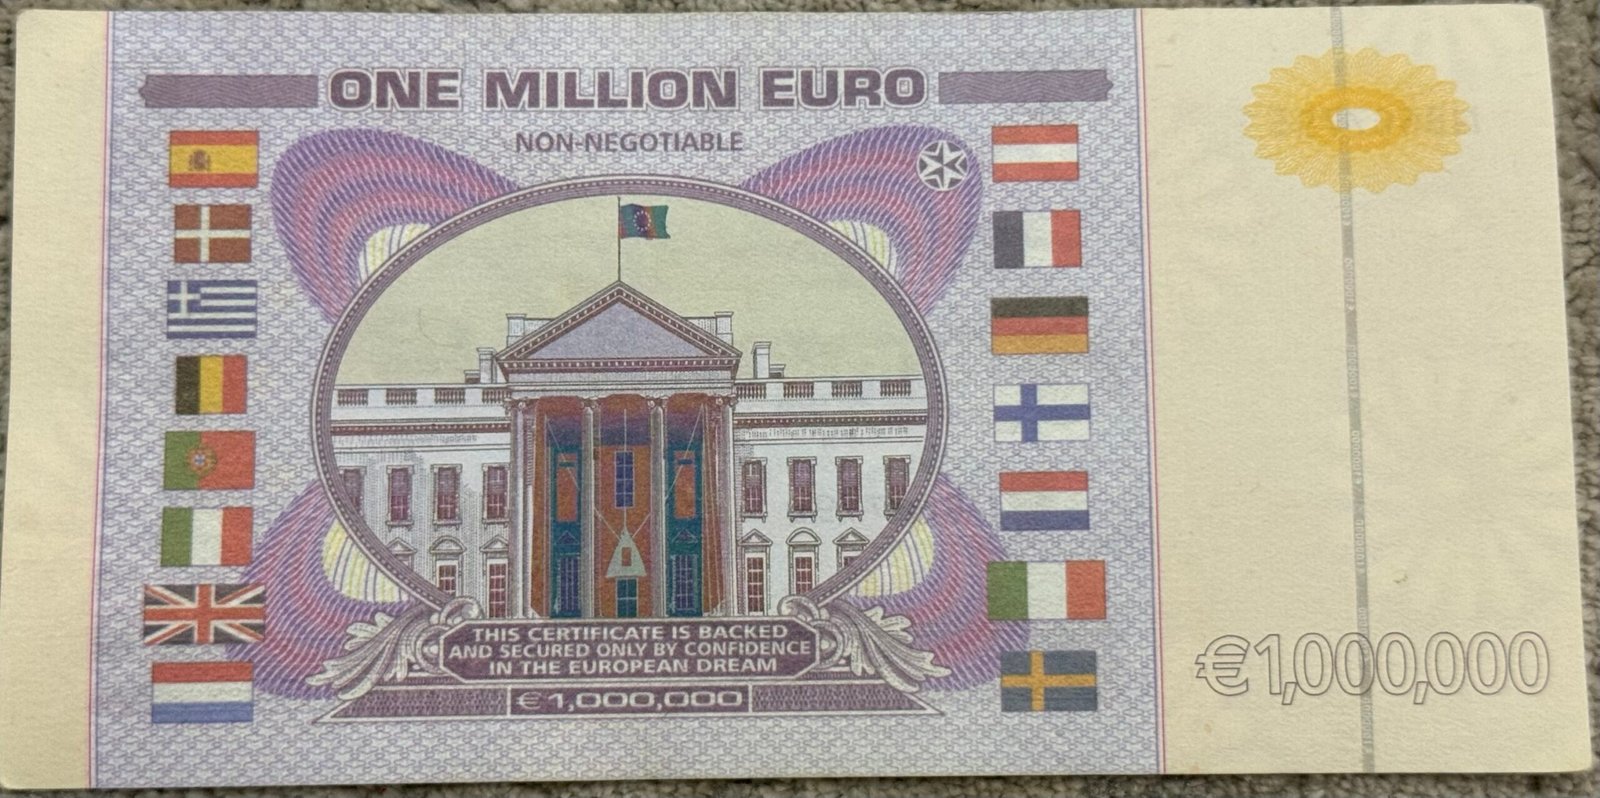 ONE MILLION EURO
NON-NEGOTIABLE
THIS CERTIFICATE IS BACKED
AND SECURED ONLY BY CONFIDENCE
IN THE EUROPEAN DREAM
€1,000,000
€1,000,000